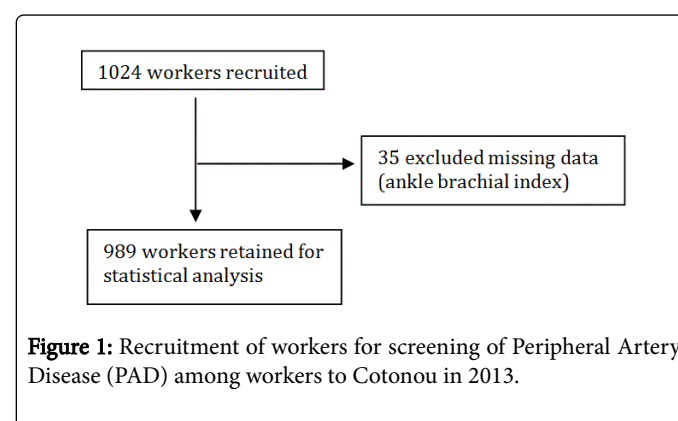 1024 workers recruited
35 excluded missing data
(ankle brachial index)
989 workers retained for
statistical analysis
Figure 1: Recruitment of workers for screening of Peripheral Artery
Disease (PAD) among workers to Cotonou in 2013.